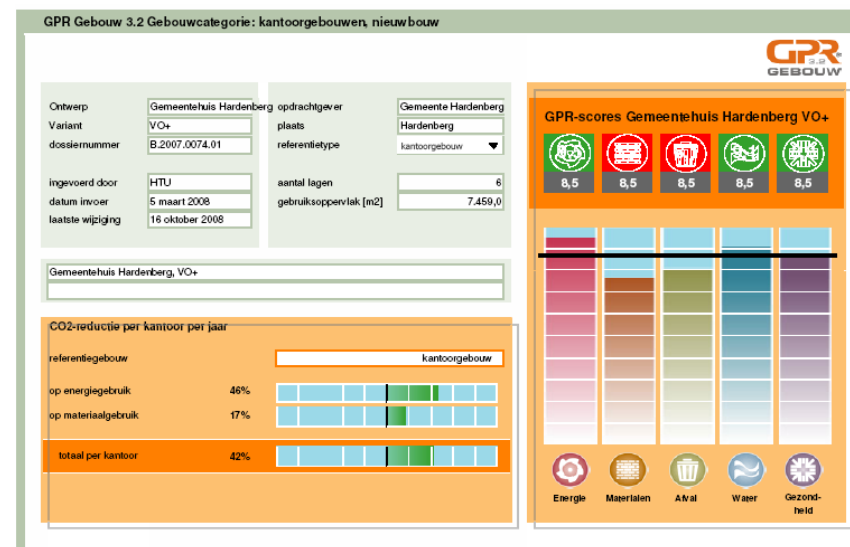 GPR Gebouw 3.2 Gebouwcategorie: kantoorgebouwen, nieuwbouw
GPR
3.2
GEBOUW
Ontwerp Gemeentehuis Hardenberg opdrachtgever Gemeente Hardenberg
Variant VO+ plaats Hardenberg
dossiernummer B.2007.0074.01 referentietype kantoorgebouw
ingevoerd door HTU aantal lagen 6
datum invoer 5 maart 2008 gebruiksoppervlak [m2] 7.459,0
laatste wijziging 16 oktober 2008
Gemeentehuis Hardenberg, VO+
CO2-reductie per kantoor per jaar
referentiegebouw kantoorgebouw
op energiegebruik 46%
op materiaalgebruik 17%
totaal per kantoor 42%
GPR-scores Gemeentehuis Hardenberg VO+
8,5 8,5 8,5 8,5 8,5
Energie Materialen Afval Water Gezond-
heid